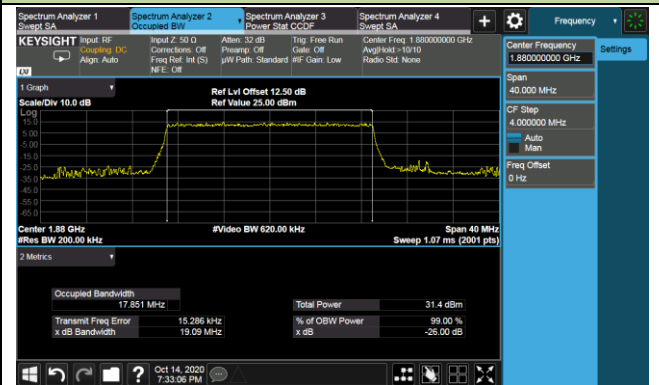 Spectrum Analyzer 1
Swept SA
Spectrum Analyzer 2
Occupied BW
Spectrum Analyzer 3
Power Stat CCDF
Spectrum Analyzer 4
Swept SA
+
Frequency
KEYSIGHT
Input: RF
Coupling: DC
Align: Auto
Input Z: 50 Ω
Corrections: Off
Freq Ref: Int (S)
NFE: Off
Atten: 32 dB
Preamp: Off
µW Path: Standard
Trig: Free Run
Gate: Off
#IF Gain: Low
Center Freq: 1.880000000 GHz
Avg|Hold:>10/10
Radio Std: None
LXI
Center Frequency
1.880000000 GHz
Settings
Span
40.000 MHz
CF Step
4.000000 MHz
Auto
Man
Freq Offset
0 Hz
1 Graph
Scale/Div 10.0 dB
Ref Lvl Offset 12.50 dB
Ref Value 25.00 dBm
Log
15.0
5.00
-5.00
-15.0
-25.0
-35.0
-45.0
-55.0
-65.0
Center 1.88 GHz
#Res BW 200.00 kHz
#Video BW 620.00 kHz
Span 40 MHz
Sweep 1.07 ms (2001 pts)
2 Metrics
Occupied Bandwidth
17.851 MHz
Total Power
31.4 dBm
Transmit Freq Error
15.286 kHz
% of OBW Power
99.00 %
x dB Bandwidth
19.09 MHz
x dB
-26.00 dB
?
Oct 14, 2020
7:33:06 PM